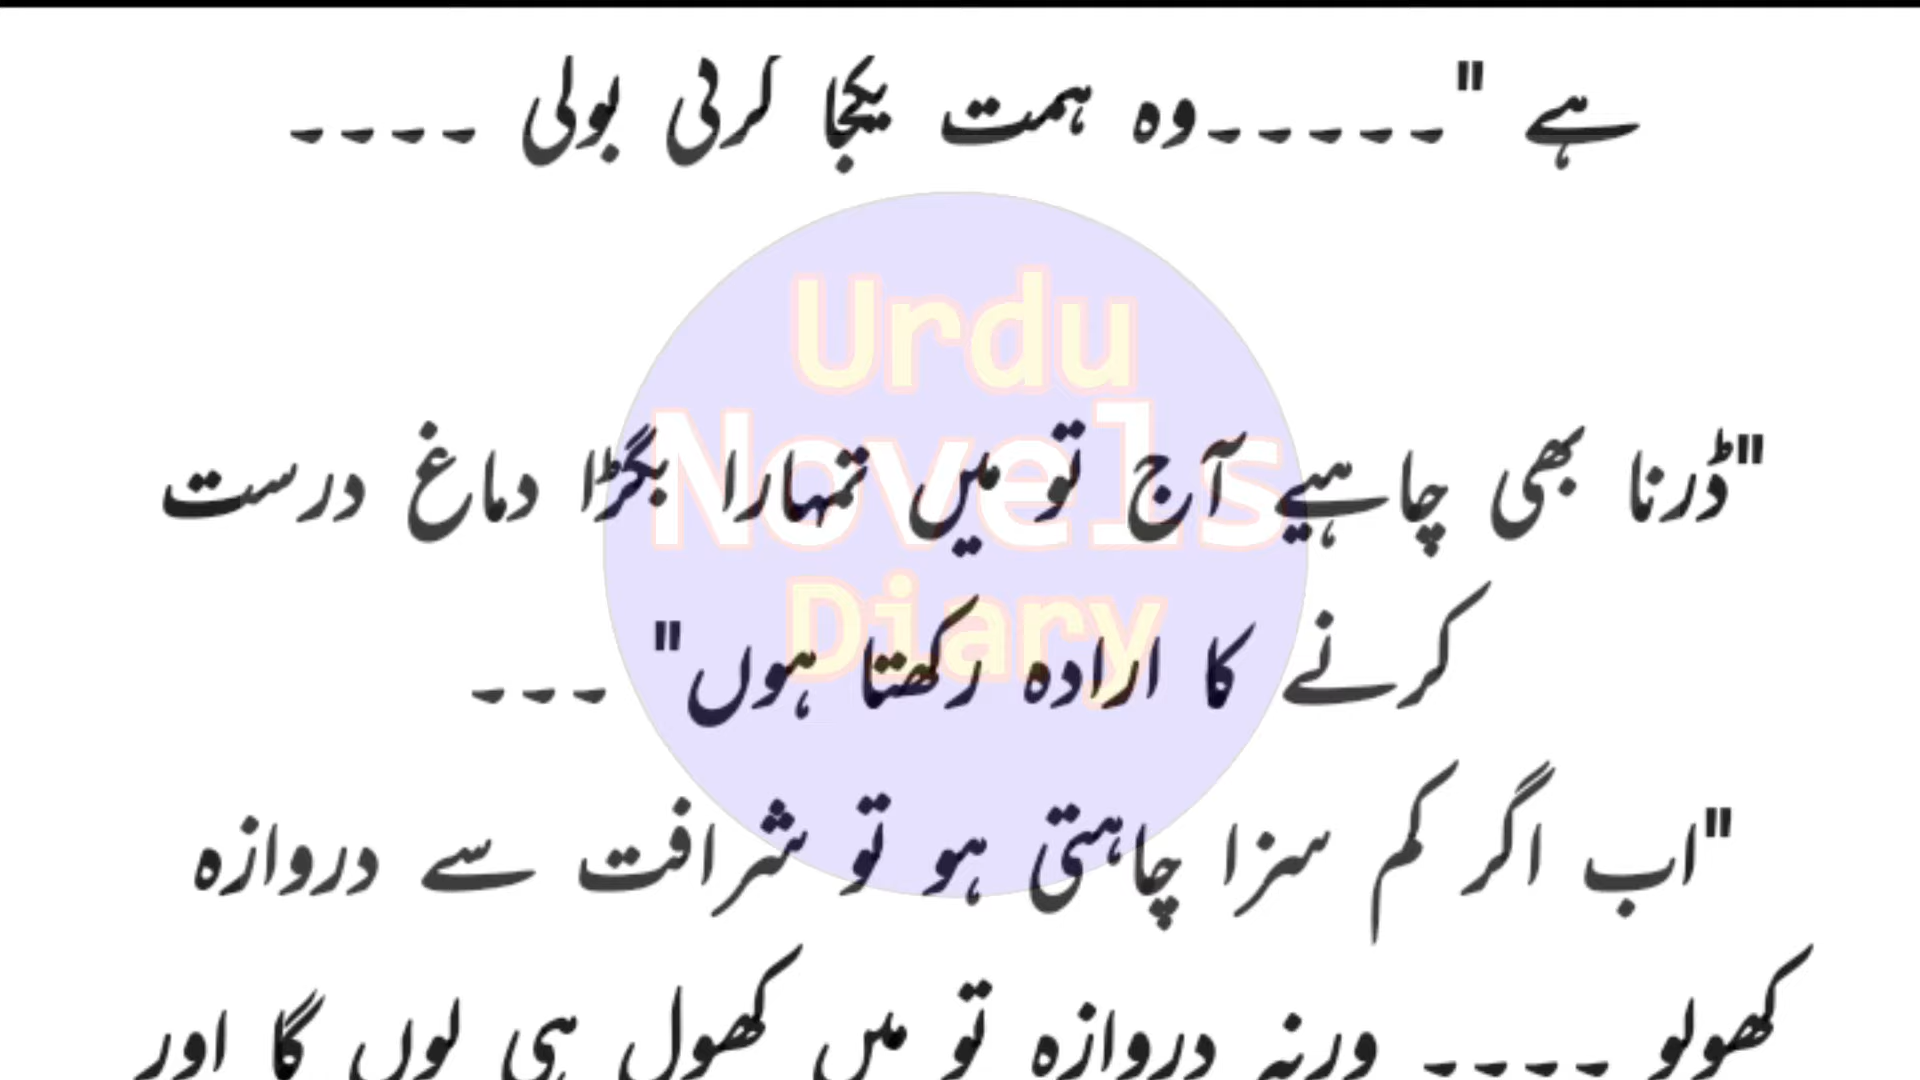 ہے "۔۔۔۔۔وہ ہمت یکجا کرتی بولی ۔۔۔۔
Urdu
Novels
Diary
"ڈرنا بھی چاہیے آج تو میں تمہارا بگڑا دماغ درست
کرنے کا ارادہ رکھتا ہوں" ۔۔۔
"اب اگر کم سزا چاہتی ہو تو شرافت سے دروازہ
کھولو ۔۔۔۔ ورنہ دروازہ تو میں کھول ہی لوں گا اور